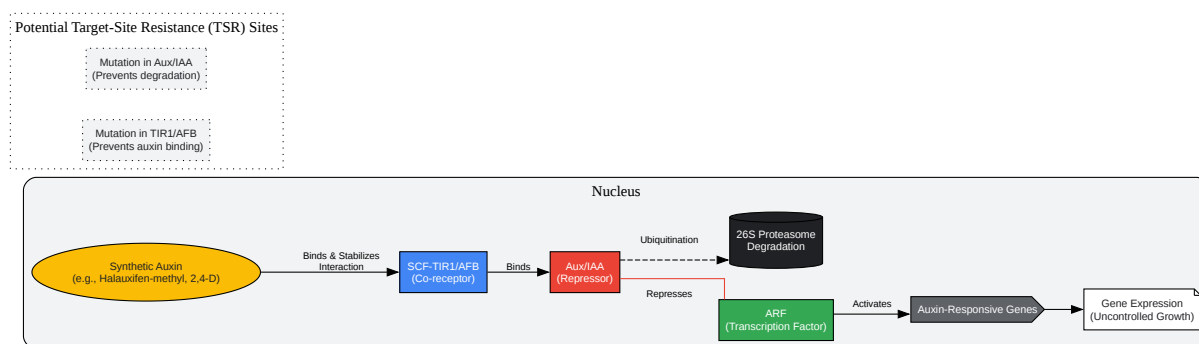 Potential Target-Site Resistance (TSR) Sites
Mutation in Aux/IAA
(Prevents degradation)
Mutation in TIR1/AFB
(Prevents auxin binding)
Nucleus
Synthetic Auxin
(e.g., Halauxifen-methyl, 2,4-D)
Binds & Stabilizes
Interaction
SCF-TIR1/AFB
(Co-receptor)
Binds
Aux/IAA
(Repressor)
Ubiquitination
26S Proteasome
Degradation
Represses
ARF
(Transcription Factor)
Activates
Auxin-Responsive Genes
Gene Expression
(Uncontrolled Growth)